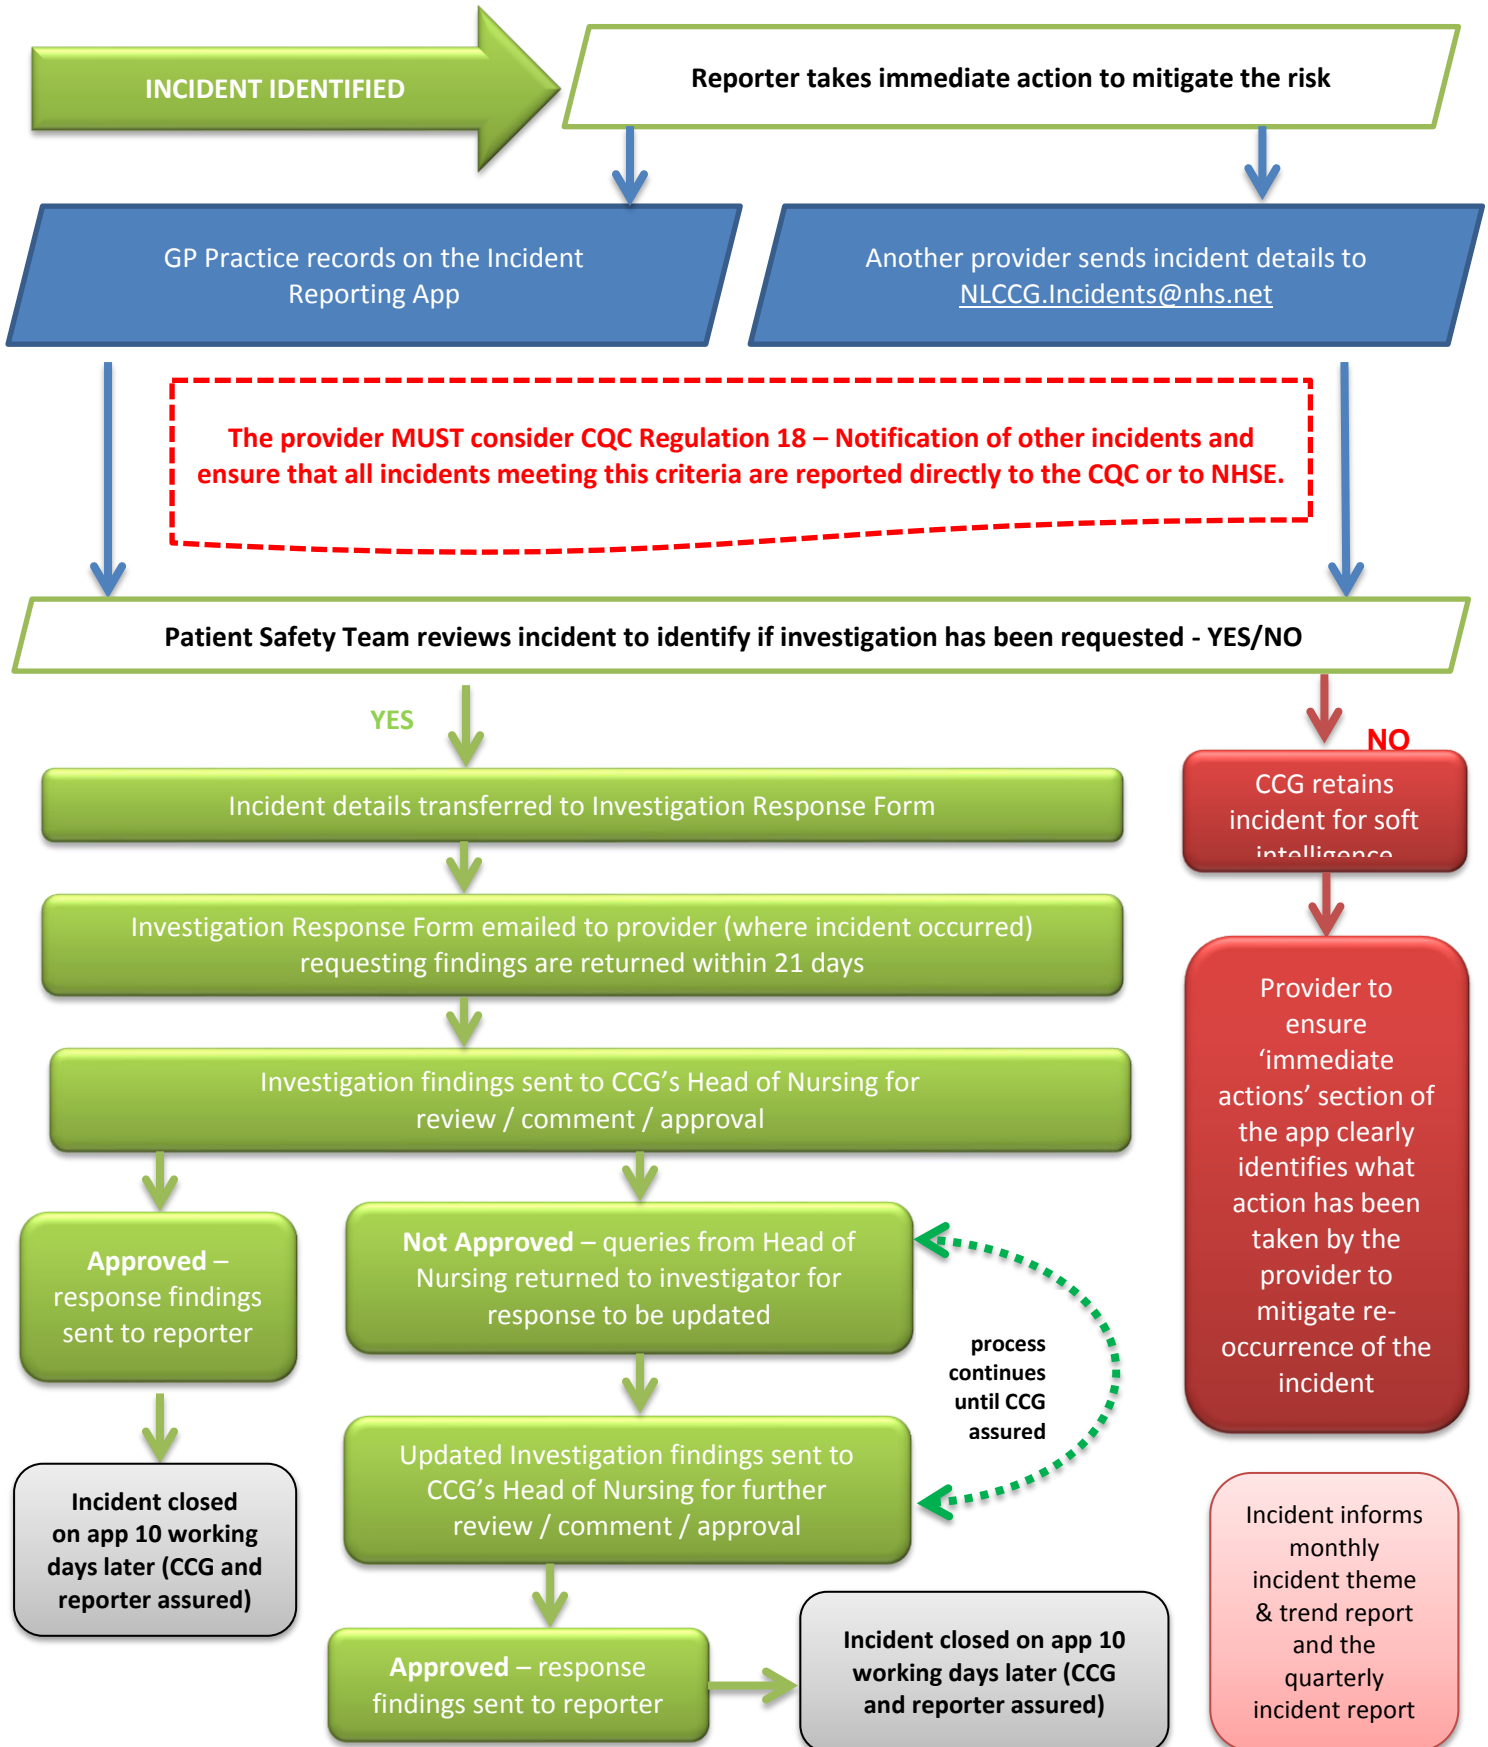 INCIDENT IDENTIFIED
Reporter takes immediate action to mitigate the risk
GP Practice records on the Incident
Reporting App
Another provider sends incident details to
NLCCG.Incidents@nhs.net
The provider MUST consider CQC Regulation 18 – Notification of other incidents and
ensure that all incidents meeting this criteria are reported directly to the CQC or to NHSE.
Patient Safety Team reviews incident to identify if investigation has been requested - YES/NO
YES
NO
Incident details transferred to Investigation Response Form
CCG retains
incident for soft
intelligence
Investigation Response Form emailed to provider (where incident occurred)
requesting findings are returned within 21 days
Investigation findings sent to CCG’s Head of Nursing for
review / comment / approval
Provider to
ensure
‘immediate
actions’ section of
the app clearly
identifies what
action has been
taken by the
provider to
mitigate re-
occurrence of the
incident
Approved –
response findings
sent to reporter
Not Approved – queries from Head of
Nursing returned to investigator for
response to be updated
process
continues
until CCG
assured
Updated Investigation findings sent to
CCG’s Head of Nursing for further
review / comment / approval
Incident closed
on app 10 working
days later (CCG and
reporter assured)
Approved – response
findings sent to reporter
Incident closed on app 10
working days later (CCG
and reporter assured)
Incident informs
monthly
incident theme
& trend report
and the
quarterly
incident report